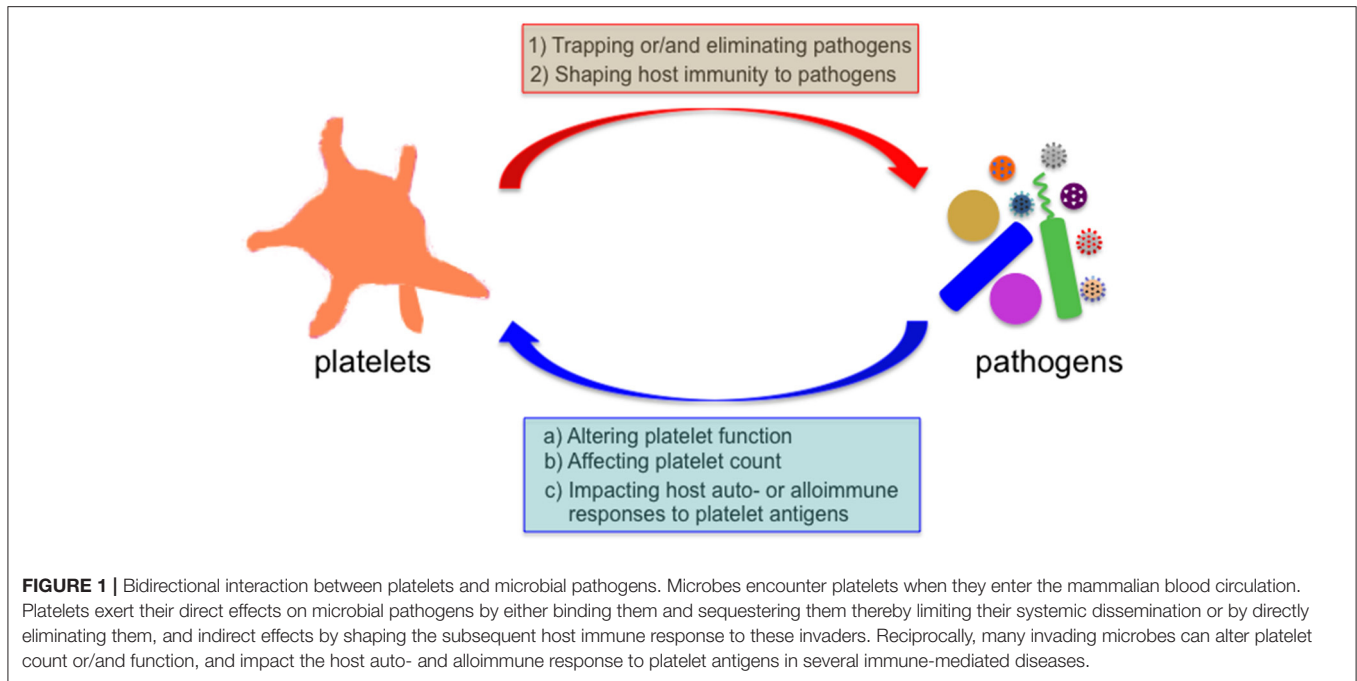 1) Trapping or/and eliminating pathogens
2) Shaping host immunity to pathogens
platelets
pathogens
a) Altering platelet function
b) Affecting platelet count
c) Impacting host auto- or alloimmune
responses to platelet antigens
FIGURE 1 | Bidirectional interaction between platelets and microbial pathogens. Microbes encounter platelets when they enter the mammalian blood circulation.
Platelets exert their direct effects on microbial pathogens by either binding them and sequestering them thereby limiting their systemic dissemination or by directly
eliminating them, and indirect effects by shaping the subsequent host immune response to these invaders. Reciprocally, many invading microbes can alter platelet
count or/and function, and impact the host auto- and alloimmune response to platelet antigens in several immune-mediated diseases.